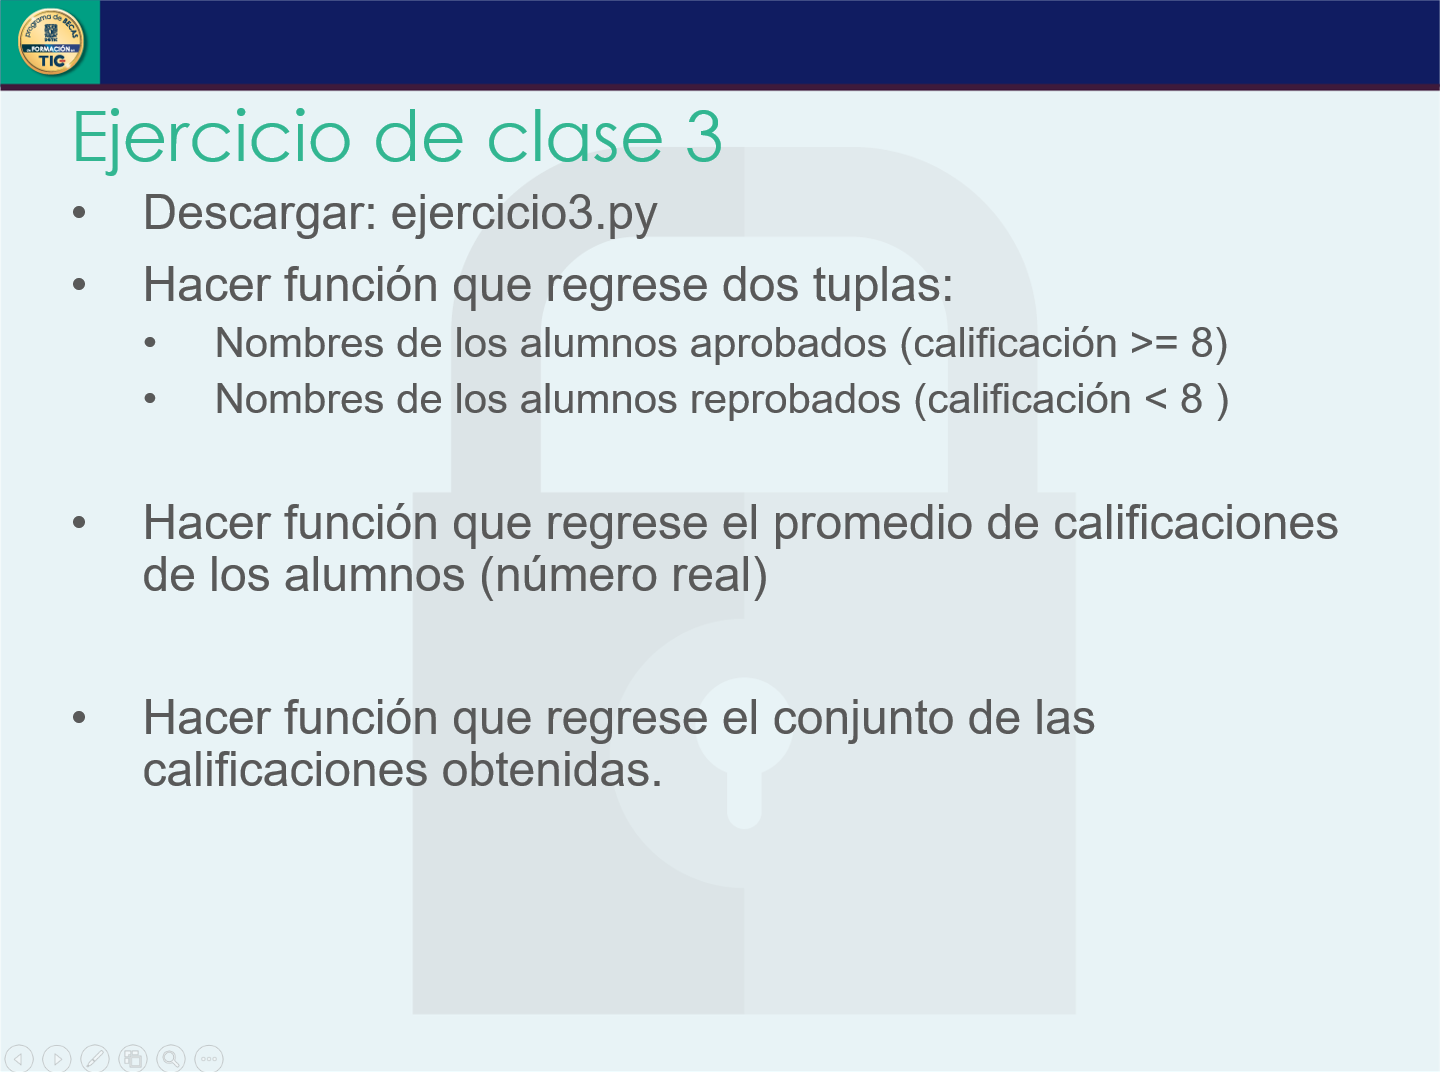 programa de BECAS
de FORMACIÓN en
TIC
Ejercicio de clase 3
• Descargar: ejercicio3.py
• Hacer función que regrese dos tuplas:
• Nombres de los alumnos aprobados (calificación >= 8)
• Nombres de los alumnos reprobados (calificación < 8 )
• Hacer función que regrese el promedio de calificaciones
de los alumnos (número real)
• Hacer función que regrese el conjunto de las
calificaciones obtenidas.